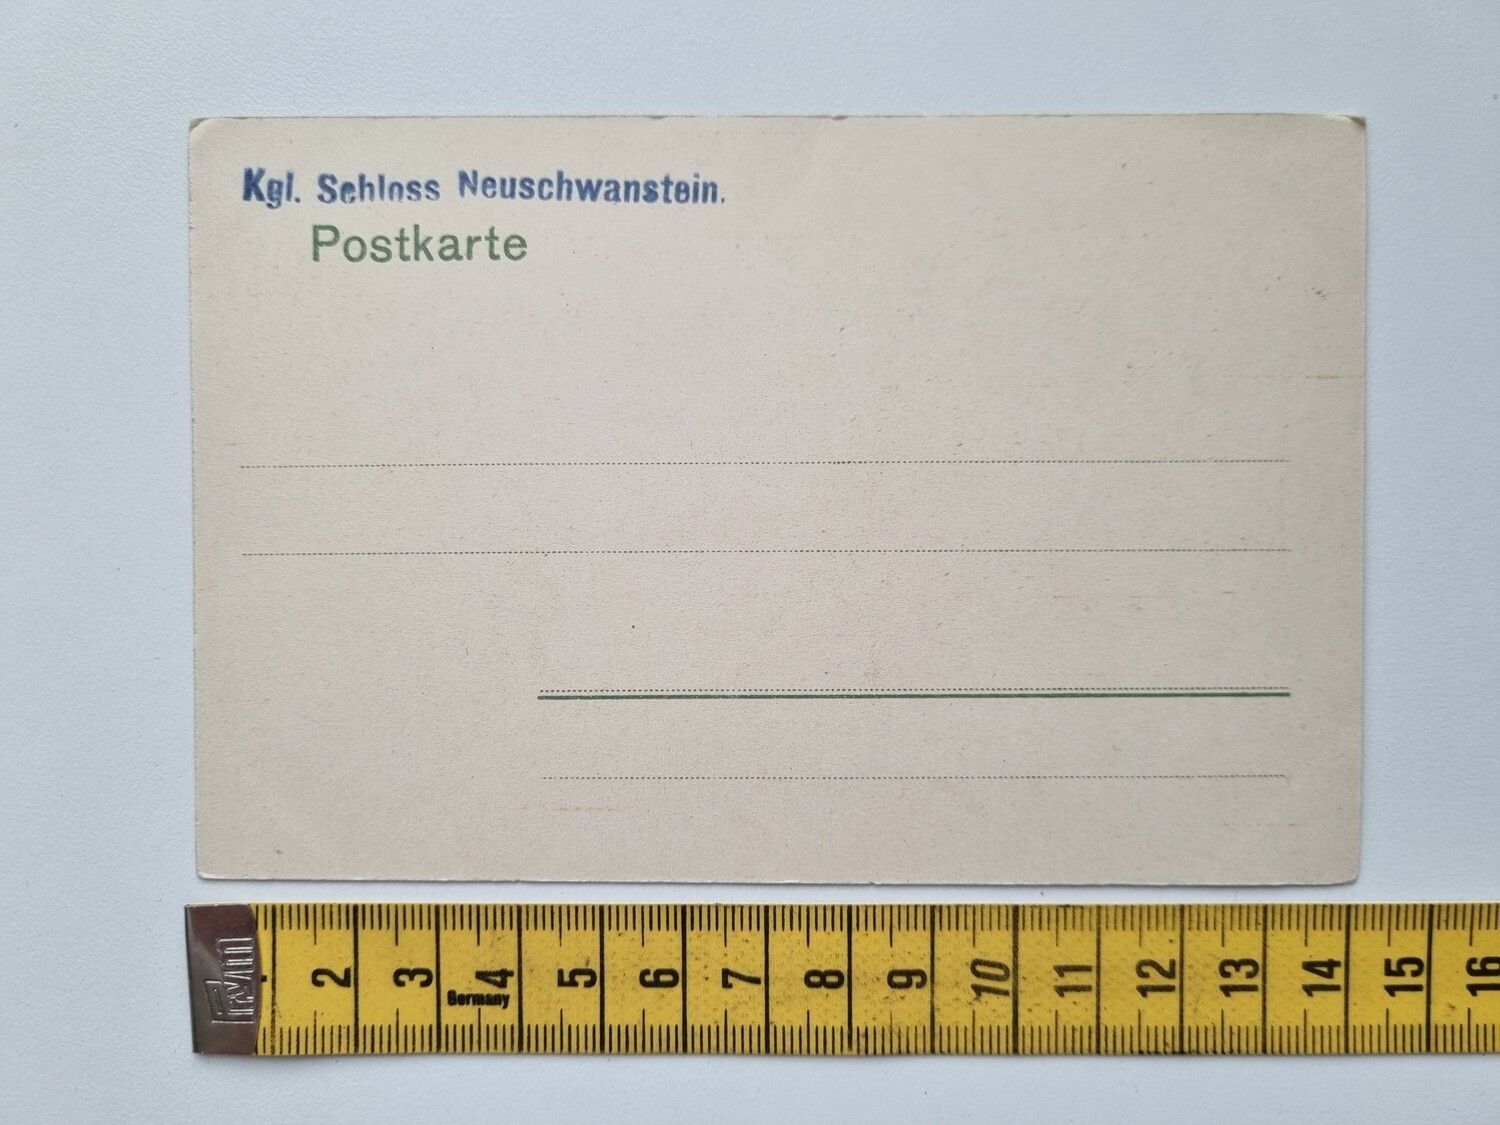 Kgl. Schloss Neuschwanstein.
Postkarte
2 3 4 5 6 7 8 9 10 11 12 13 14 15 16
Germany